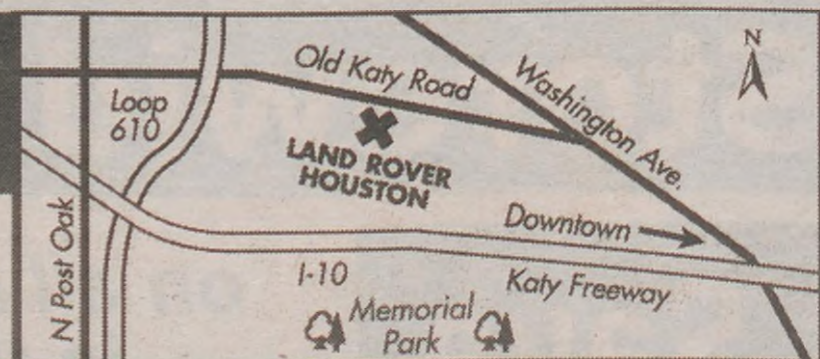 N
Old Katy Road
Washington Ave.
Loop
610
LAND ROVER
HOUSTON
N Post Oak
Downtown
I-10
Katy Freeway
Memorial
Park